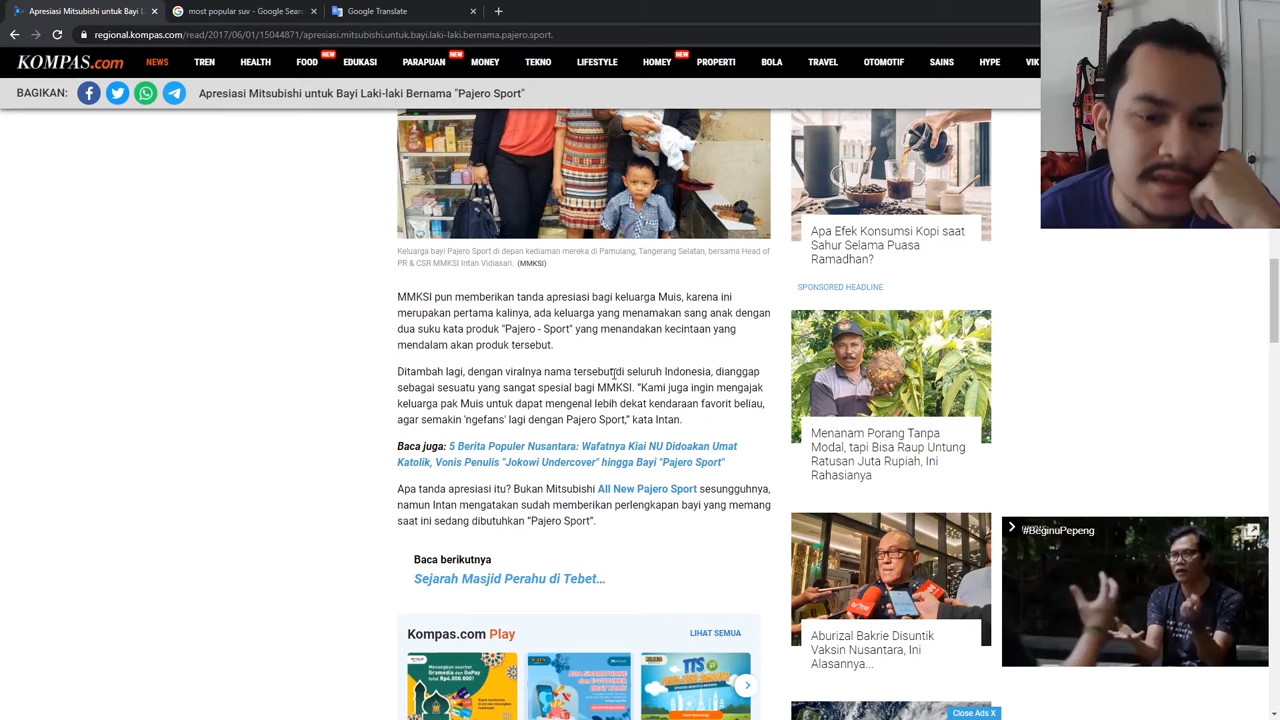 Apresiasi Mitsubishi untuk Bayi L
most popular suv - Google Sear
Google Translate
regional.kompas.com/read/2017/06/01/15044871/apresiasi.mitsubishi.untuk.bayi.laki-laki.bernama.pajero.sport.
KOMPAS.com
NEWS
TREN
HEALTH
FOOD
NEW
EDUKASI
PARAPUAN
NEW
MONEY
TEKNO
LIFESTYLE
HOMEY
NEW
PROPERTI
BOLA
TRAVEL
OTOMOTIF
SAINS
HYPE
VIK
BAGIKAN:
Apresiasi Mitsubishi untuk Bayi Laki-laki Bernama "Pajero Sport"
Keluarga bayi Pajero Sport di depan kediaman mereka di Pamulang, Tangerang Selatan, bersama Head of
PR & CSR MMKSI Intan Vidiasari. (MMKSI)
MMKSI pun memberikan tanda apresiasi bagi keluarga Muis, karena ini
merupakan pertama kalinya, ada keluarga yang menamakan sang anak dengan
dua suku kata produk "Pajero - Sport" yang menandakan kecintaan yang
mendalam akan produk tersebut.
Ditambah lagi, dengan viralnya nama tersebut di seluruh Indonesia, dianggap
sebagai sesuatu yang sangat spesial bagi MMKSI. "Kami juga ingin mengajak
keluarga pak Muis untuk dapat mengenal lebih dekat kendaraan favorit beliau,
agar semakin 'ngefans' lagi dengan Pajero Sport," kata Intan.
Baca juga: 5 Berita Populer Nusantara: Wafatnya Kiai NU Didoakan Umat
Katolik, Vonis Penulis "Jokowi Undercover" hingga Bayi "Pajero Sport"
Apa tanda apresiasi itu? Bukan Mitsubishi All New Pajero Sport sesungguhnya,
namun Intan mengatakan sudah memberikan perlengkapan bayi yang memang
saat ini sedang dibutuhkan "Pajero Sport".
Baca berikutnya
Sejarah Masjid Perahu di Tebet…
Kompas.com Play
LIHAT SEMUA
Apa Efek Konsumsi Kopi saat
Sahur Selama Puasa
Ramadhan?
SPONSORED HEADLINE
Menanam Porang Tanpa
Modal, tapi Bisa Raup Untung
Ratusan Juta Rupiah, Ini
Rahasianya
Aburizal Bakrie Disuntik
Vaksin Nusantara, Ini
Alasannya...
#BeginuPepeng
Close Ads X